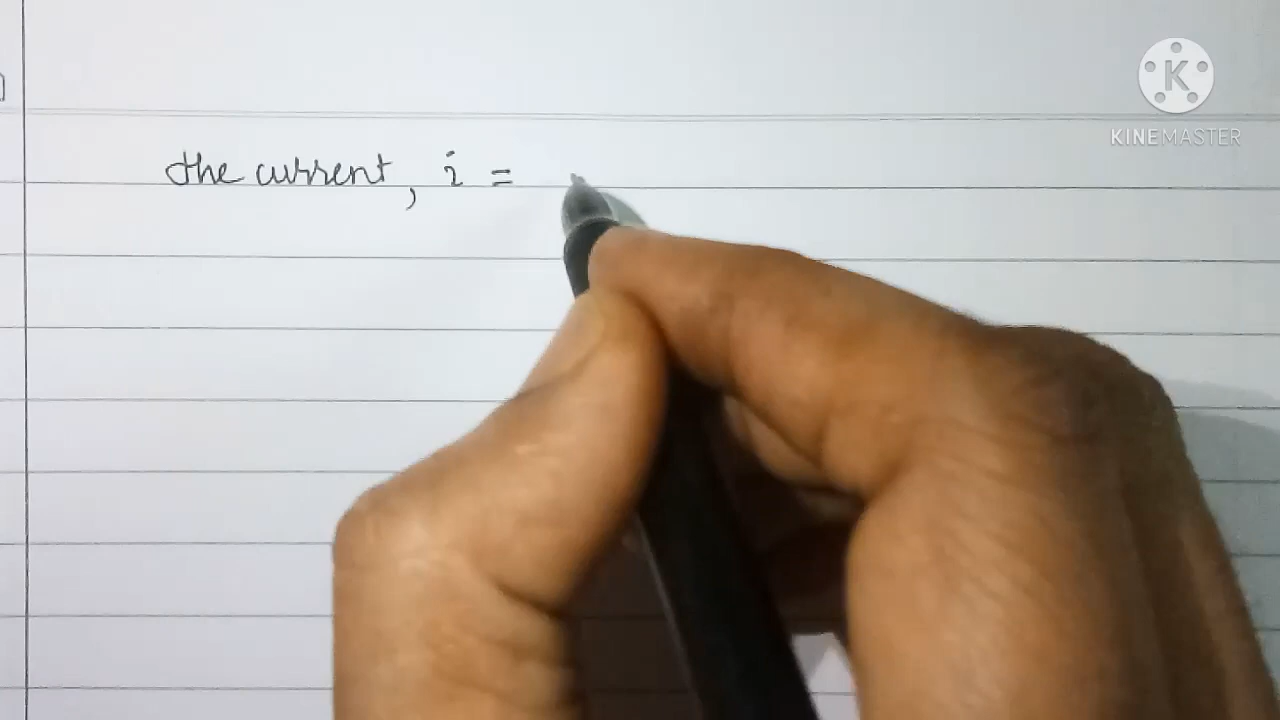 K
KINEMASTER
the current, i =